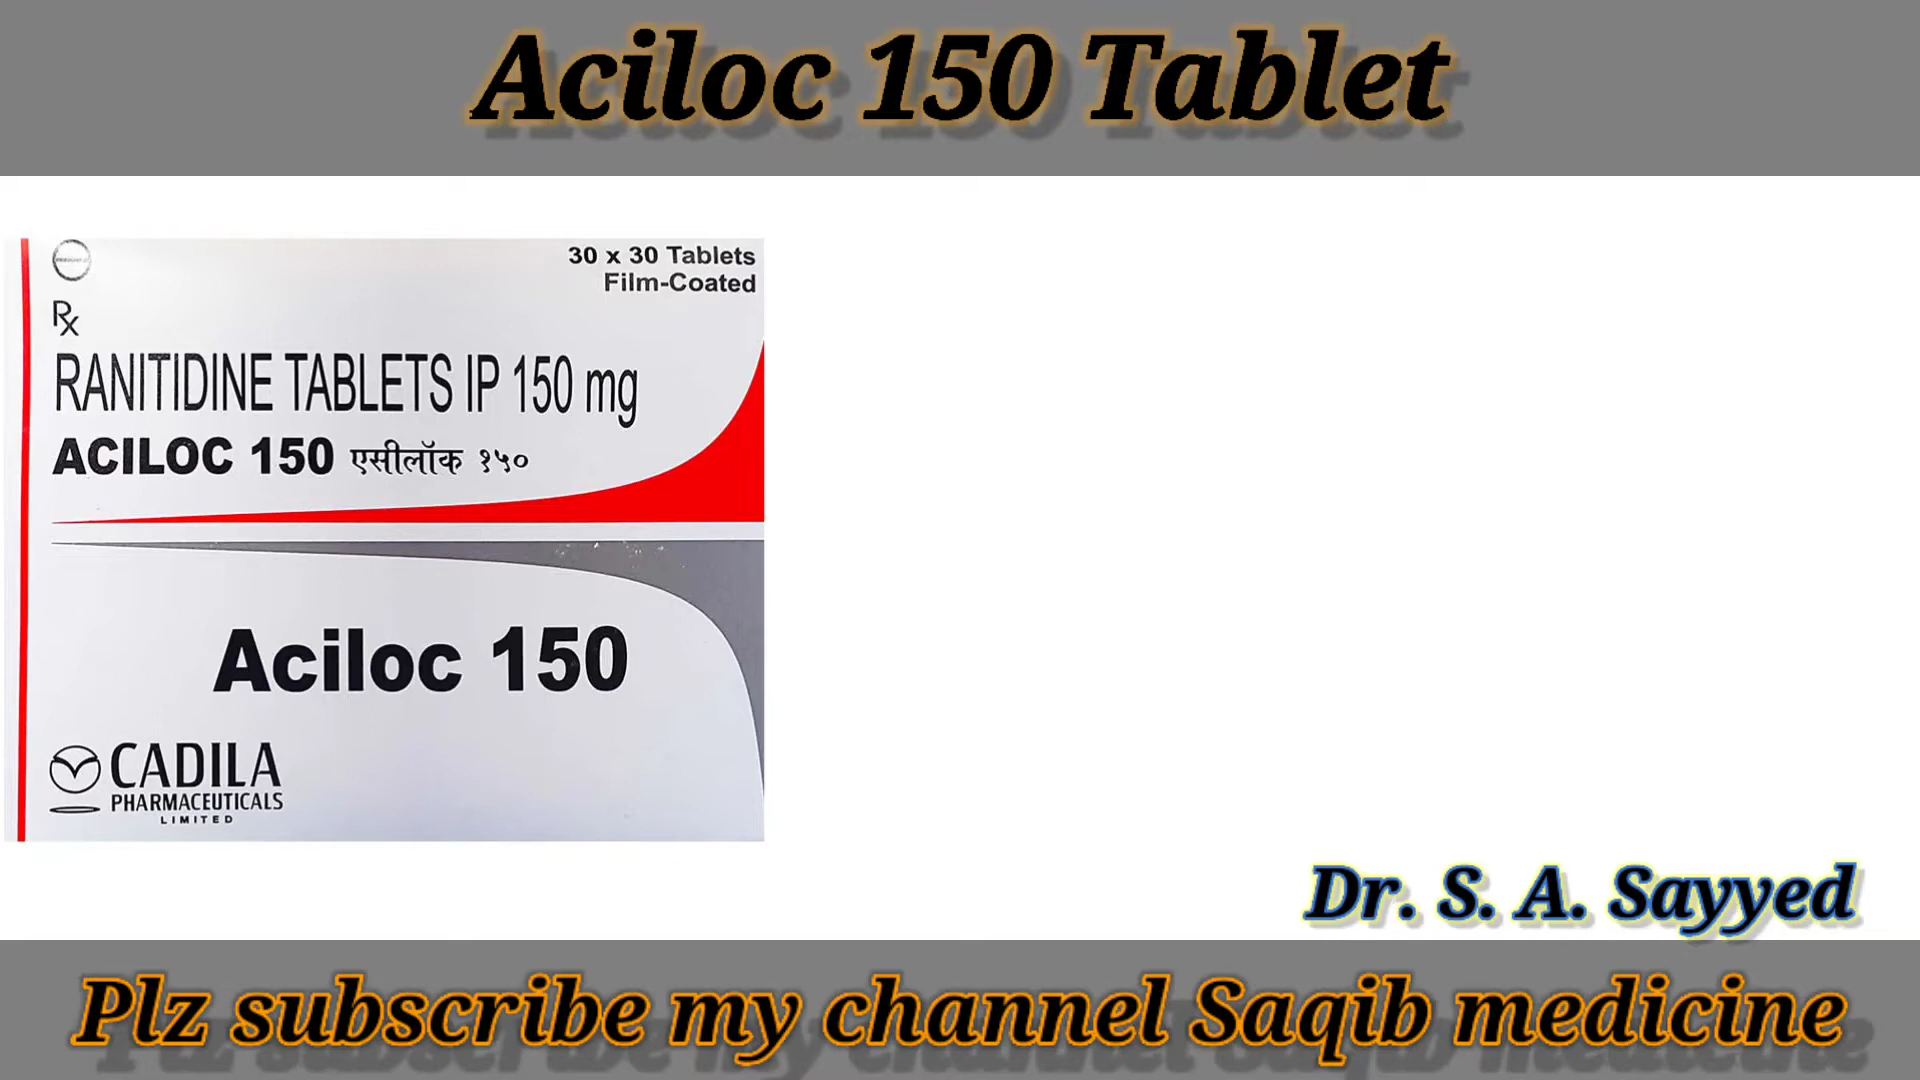 Aciloc 150 Tablet
30 x 30 Tablets
Film-Coated
Rx
RANITIDINE TABLETS IP 150 mg
ACILOC 150 एसीलॉक १५०
Aciloc 150
CADILA
PHARMACEUTICALS
LIMITED
Dr. S. A. Sayyed
Plz subscribe my channel Saqib medicine